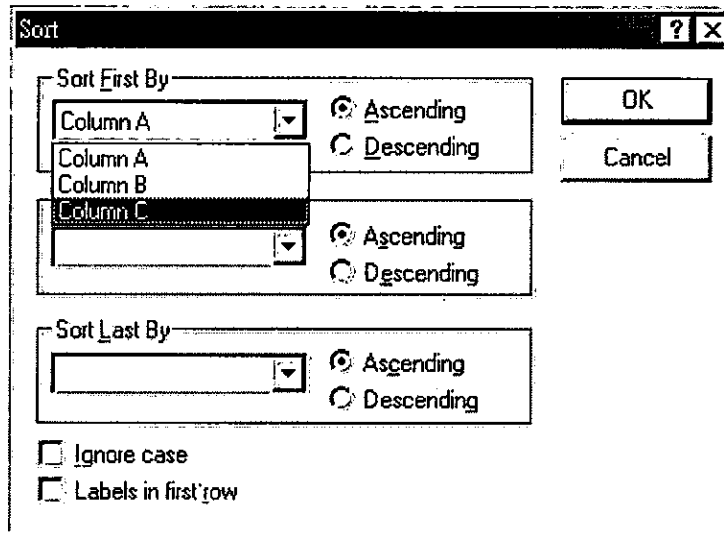 Sort
Sort First By
Column A
Ascending
Descending
OK
Cancel
Column A
Column B
Column C
Ascending
Descending
Sort Last By
Ascending
Descending
Ignore case
Labels in first row